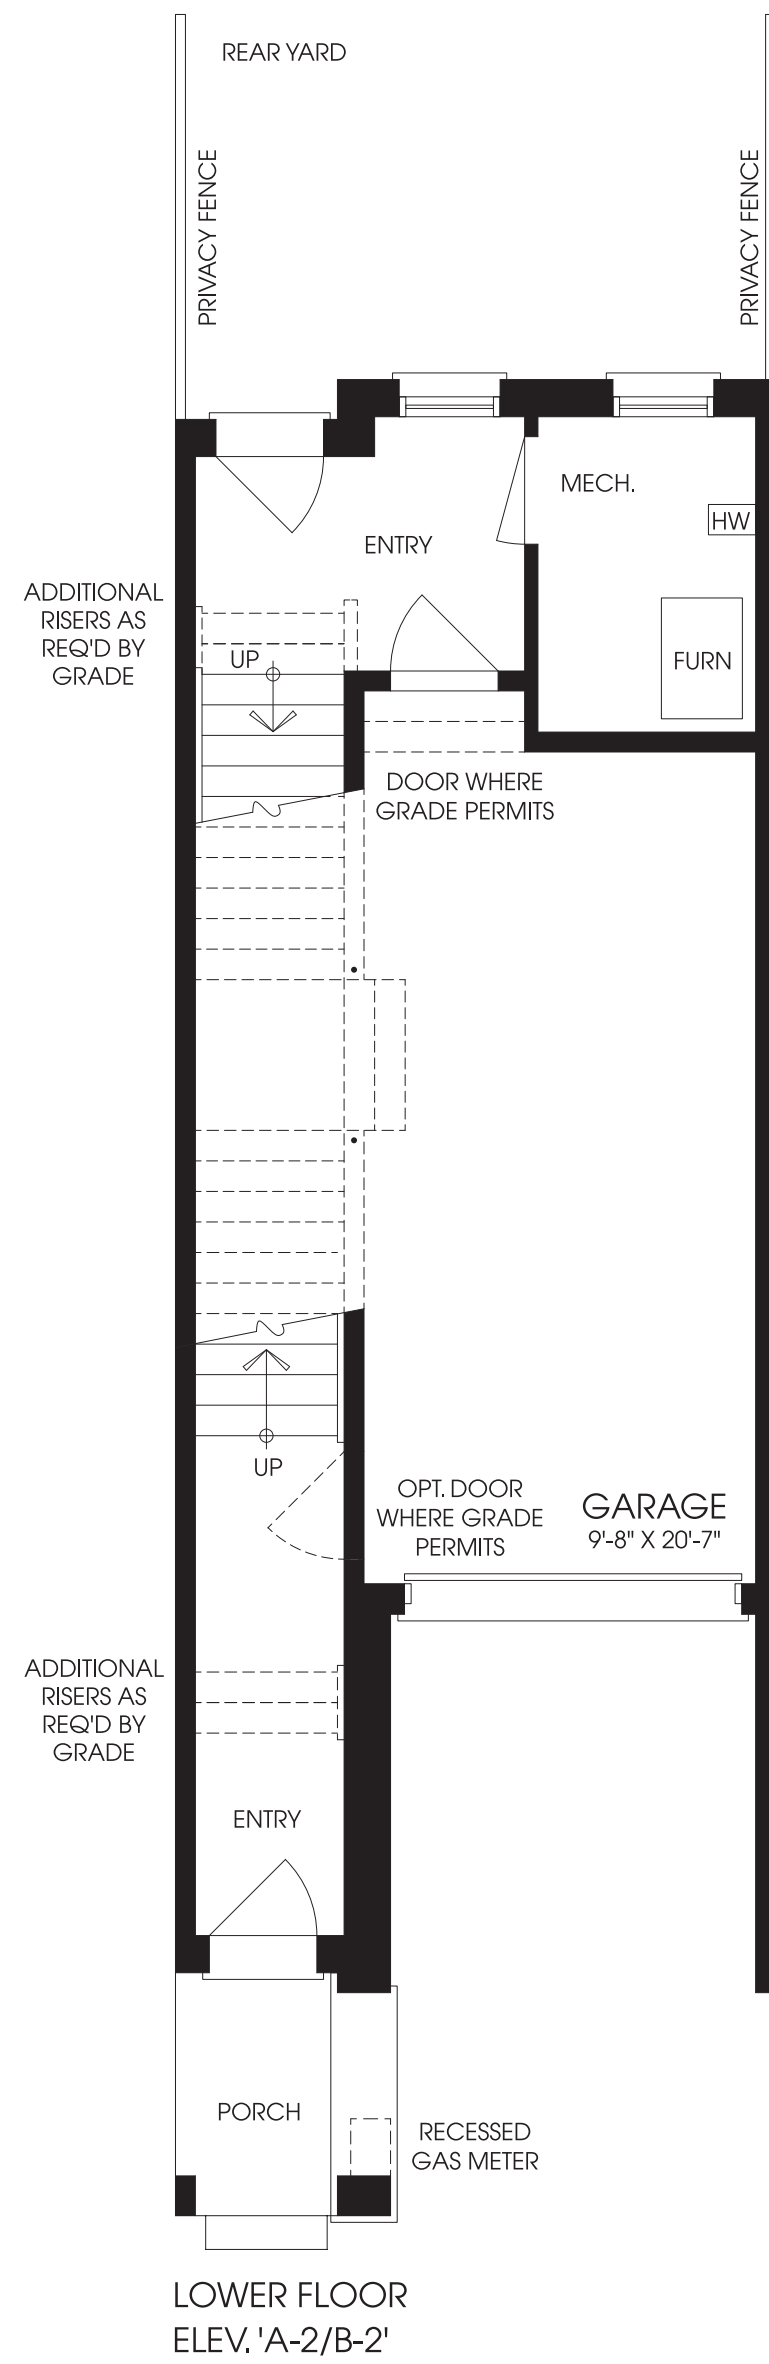 REAR YARD
PRIVACY FENCE
PRIVACY FENCE
MECH.
HW
ENTRY
ADDITIONAL
RISERS AS
REQ'D BY
GRADE
UP
FURN
DOOR WHERE
GRADE PERMITS
UP
OPT. DOOR
WHERE GRADE
PERMITS
GARAGE
9'-8" X 20'-7"
ADDITIONAL
RISERS AS
REQ'D BY
GRADE
ENTRY
PORCH
RECESSED
GAS METER
LOWER FLOOR
ELEV. 'A-2/B-2'